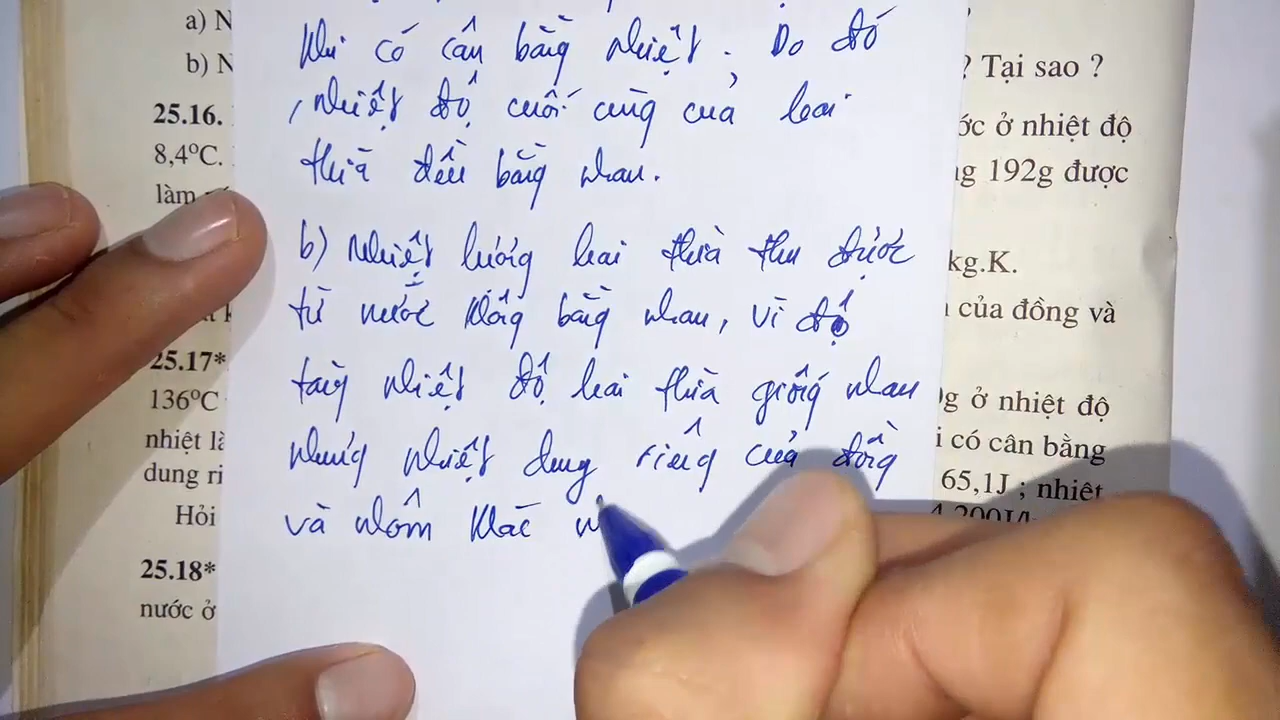 a) N
khi có cân bằng nhiệt. Do đó
b) N
? Tại sao ?
, nhiệt độ cuối cùng của hai
25.16.
ớc ở nhiệt độ
8,4°C.
thìa đều bằng nhau.
ng 192g được
làm
b) Nhiệt lượng hai thìa thu được
kg.K.
từ nước không bằng nhau, vì độ
của đồng và
25.17*
tăng nhiệt độ hai thìa giống nhau
136°C
g ở nhiệt độ
nhiệt là
nhưng nhiệt dung riêng của đồng
i có cân bằng
dung ri
65,1J ; nhiệt
Hỏi
và nhôm khác n
4 200J/
25.18*
nước ở